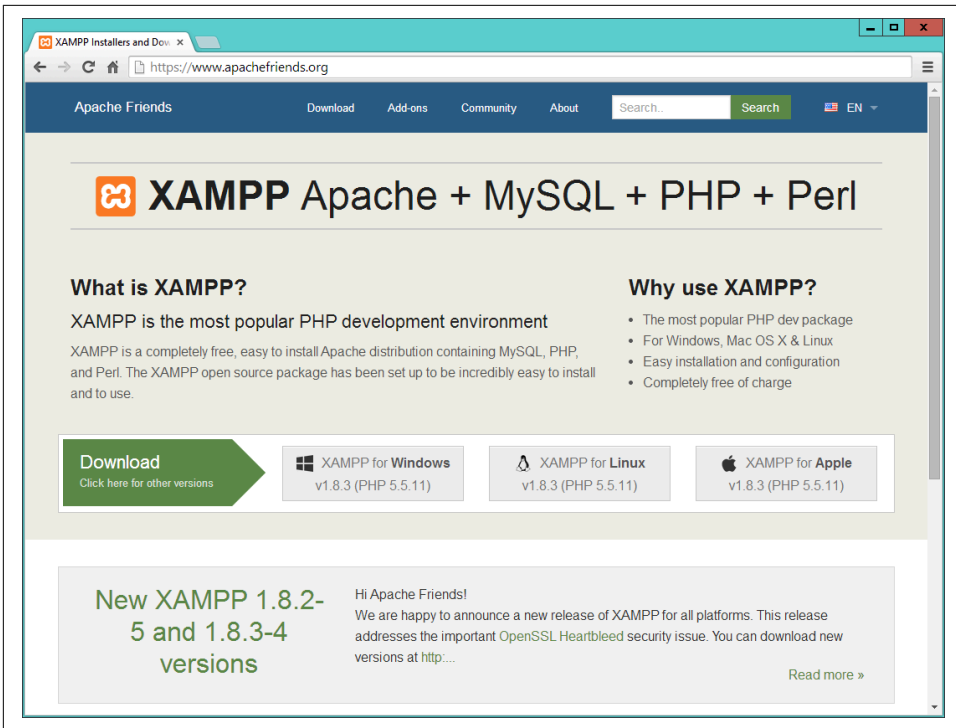 XAMPP Installers and Dow
https://www.apachefriends.org
Apache Friends Download Add-ons Community About Search.. Search EN
XAMPP Apache + MySQL + PHP + Perl
What is XAMPP?
XAMPP is the most popular PHP development environment
XAMPP is a completely free, easy to install Apache distribution containing MySQL, PHP,
and Perl. The XAMPP open source package has been set up to be incredibly easy to install
and to use.
Why use XAMPP?
• The most popular PHP dev package
• For Windows, Mac OS X & Linux
• Easy installation and configuration
• Completely free of charge
Download
Click here for other versions
XAMPP for Windows
v1.8.3 (PHP 5.5.11)
XAMPP for Linux
v1.8.3 (PHP 5.5.11)
XAMPP for Apple
v1.8.3 (PHP 5.5.11)
New XAMPP 1.8.2-
5 and 1.8.3-4
versions
Hi Apache Friends!
We are happy to announce a new release of XAMPP for all platforms. This release
addresses the important OpenSSL Heartbleed security issue. You can download new
versions at http:...
Read more »